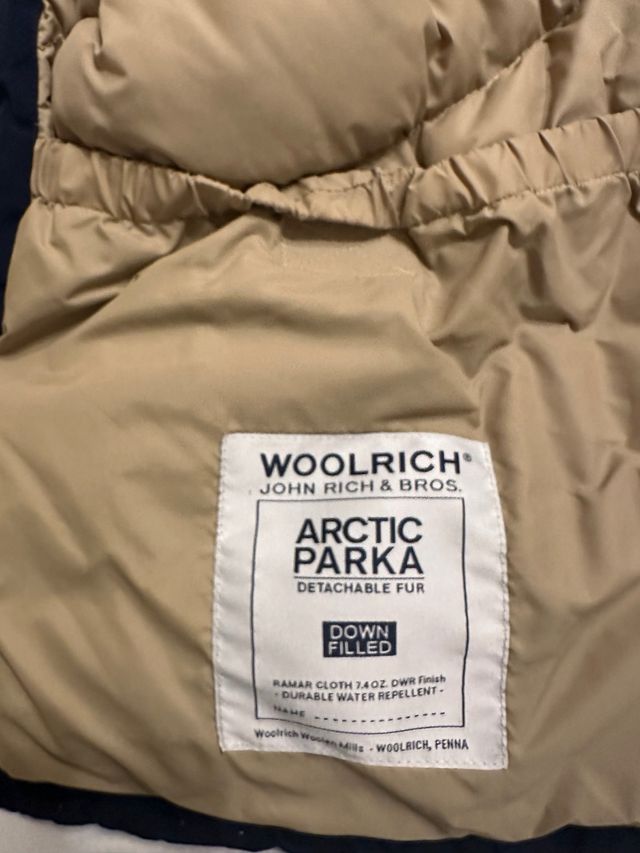 WOOLRICH®
JOHN RICH & BROS.
ARCTIC
PARKA
DETACHABLE FUR
DOWN
FILLED
RAMAR CLOTH 7.4 OZ. DWR Finish
- DURABLE WATER REPELLENT -
NAME
Woolrich Woolen Mills - WOOLRICH, PENNA